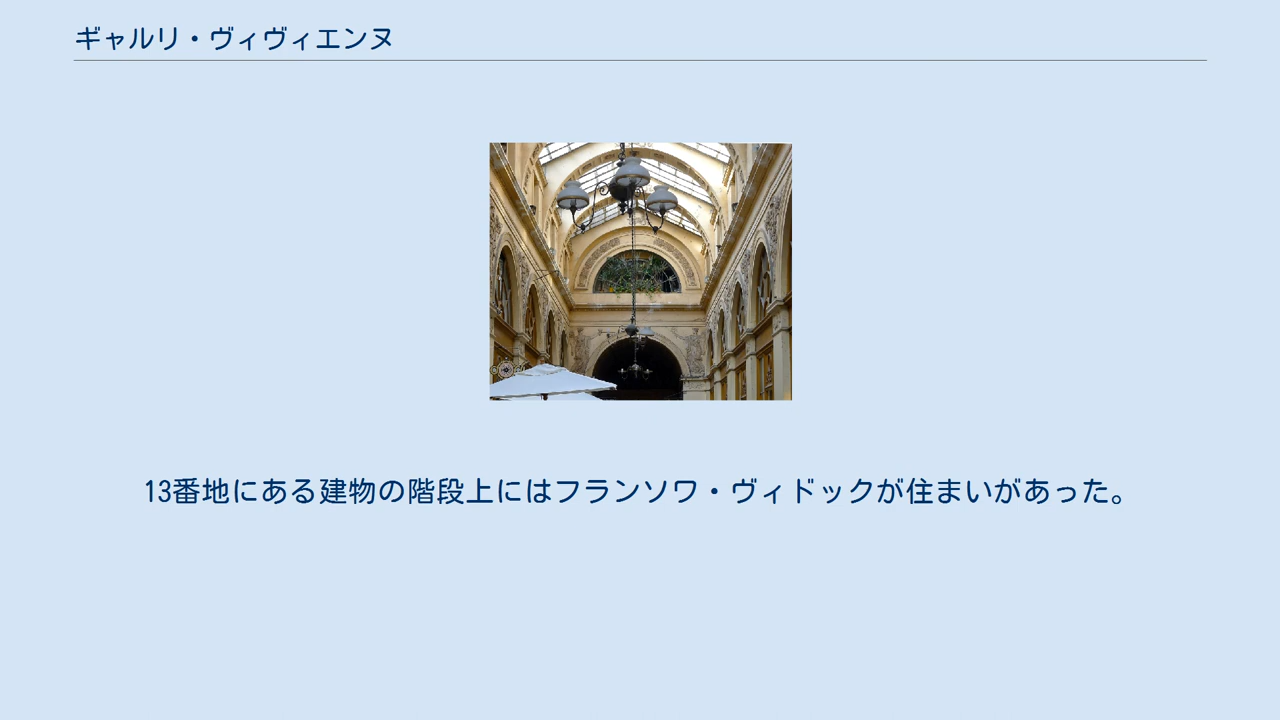 ギャルリ・ヴィヴィエンヌ
13番地にある建物の階段上にはフランソワ・ヴィドックが住まいがあった。